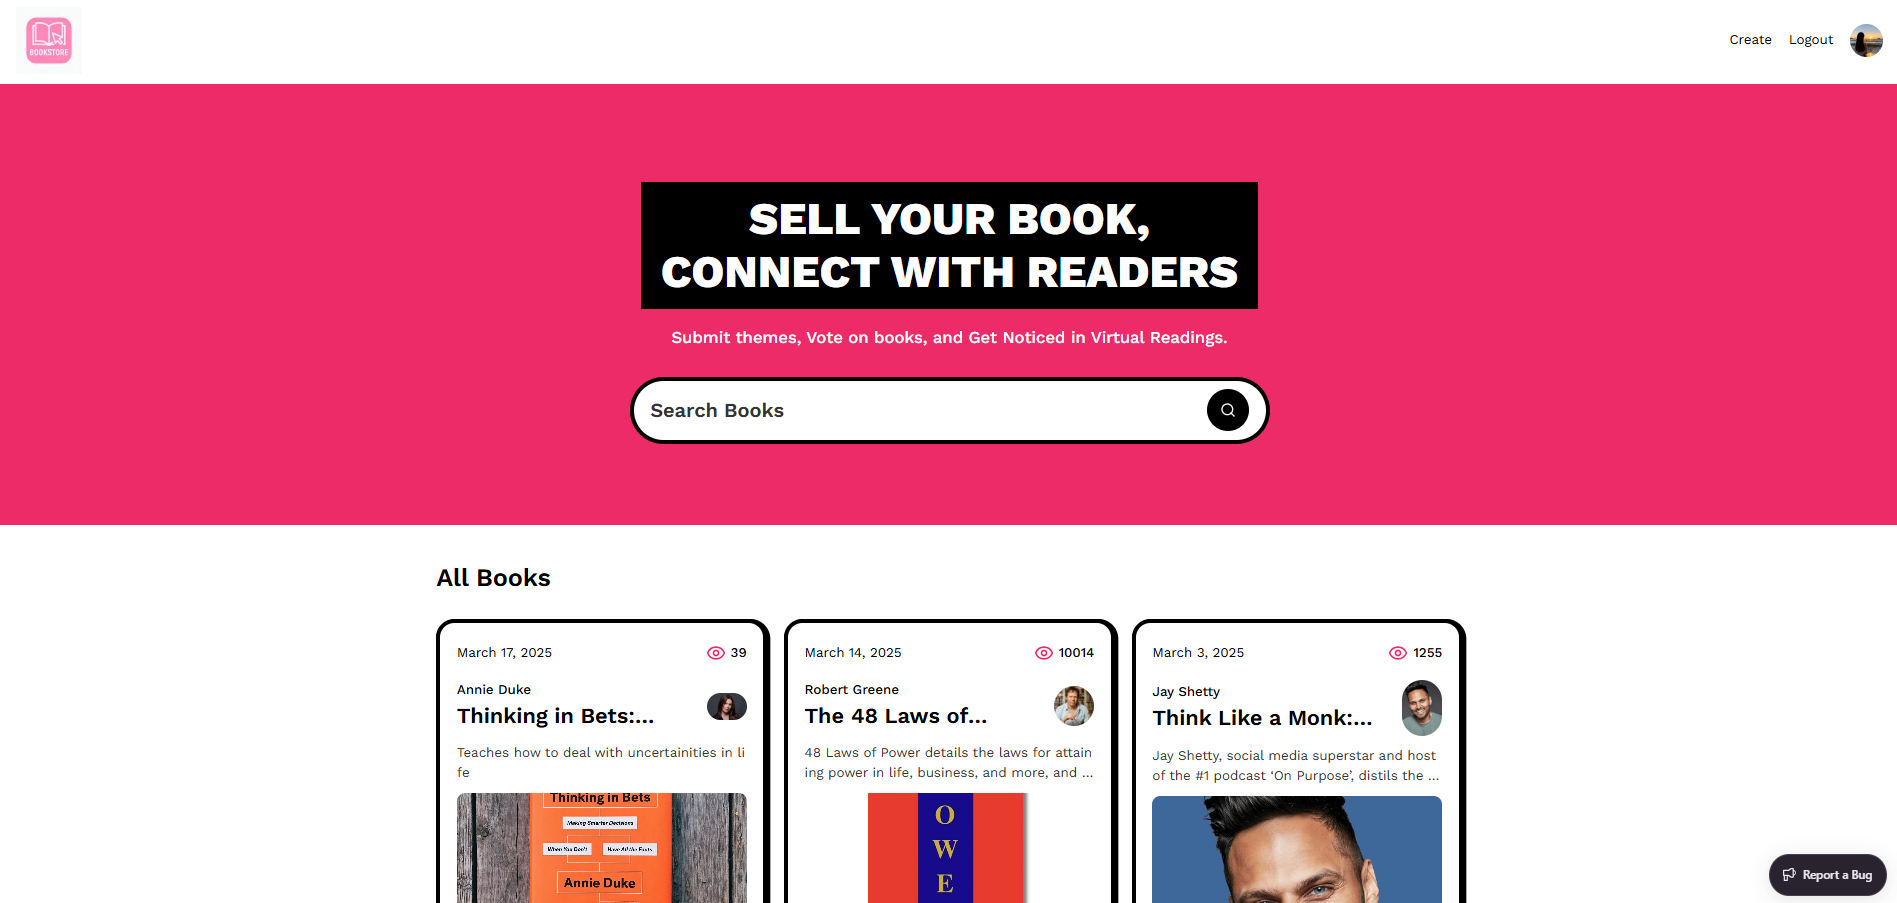 BOOKSTORE
Create
Logout
SELL YOUR BOOK,
CONNECT WITH READERS
Submit themes, Vote on books, and Get Noticed in Virtual Readings.
Search Books
All Books
March 17, 2025
39
Annie Duke
Thinking in Bets:...
Teaches how to deal with uncertainities in li
fe
Thinking in Bets
Making Smarter Decisions
When You Don't
Have All the Facts
Annie Duke
March 14, 2025
10014
Robert Greene
The 48 Laws of...
48 Laws of Power details the laws for attain
ing power in life, business, and more, and ...
O
W
E
March 3, 2025
1255
Jay Shetty
Think Like a Monk:...
Jay Shetty, social media superstar and host
of the #1 podcast ‘On Purpose’, distils the ...
Report a Bug